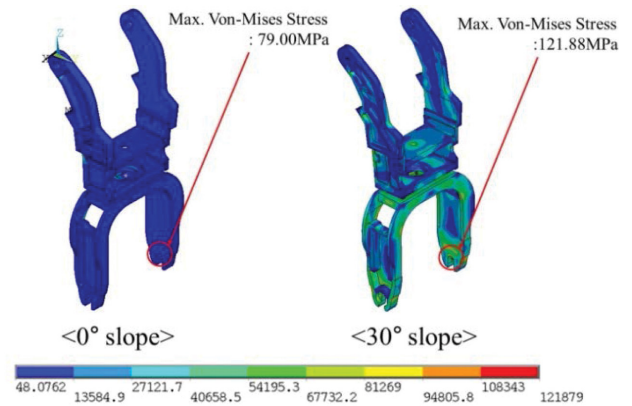 Max. Von-Mises Stress
: 79.00MPa
Max. Von-Mises Stress
:121.88MPa
Z
X
<0° slope>
<30° slope>
48.0762 27121.7 54195.3 81269 108343
13584.9 40658.5 67732.2 94805.8 121879